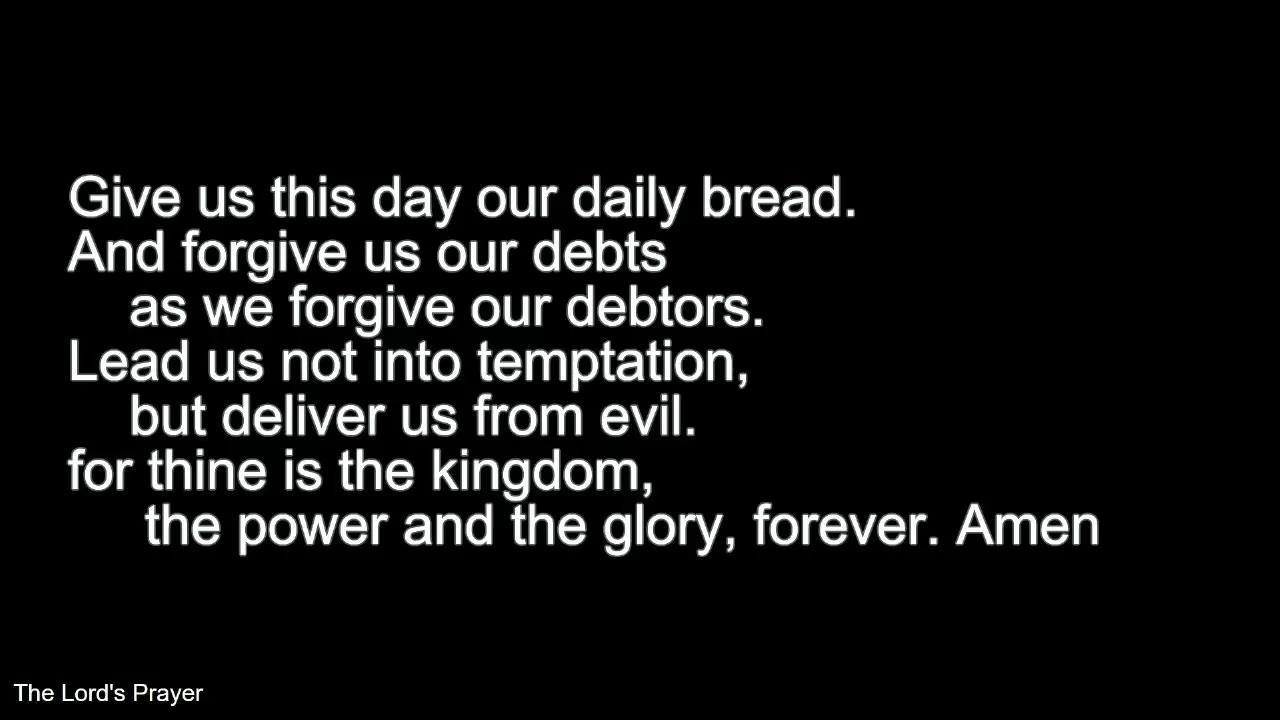 Give us this day our daily bread.
And forgive us our debts
as we forgive our debtors.
Lead us not into temptation,
but deliver us from evil.
for thine is the kingdom,
the power and the glory, forever. Amen
The Lord's Prayer